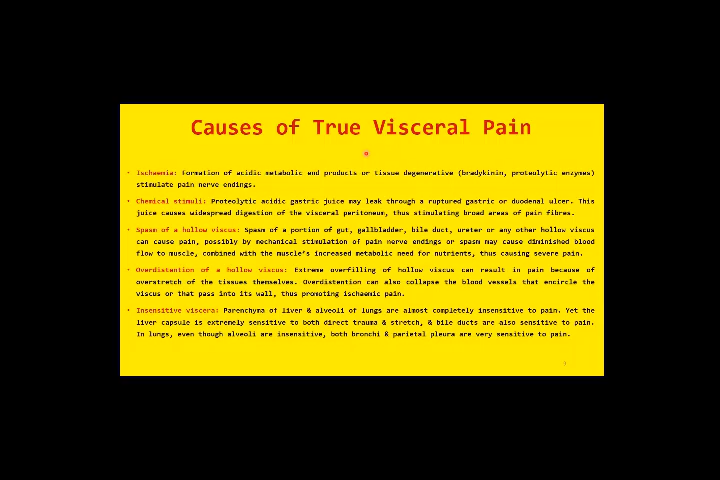 Causes of True Visceral Pain
• Ischaemia: Formation of acidic metabolic end products or tissue degenerative (bradykinin, proteolytic enzymes)
stimulate pain nerve endings.
• Chemical stimuli: Proteolytic acidic gastric juice may leak through a ruptured gastric or duodenal ulcer. This
juice causes widespread digestion of the visceral peritoneum, thus stimulating broad areas of pain fibres.
• Spasm of a hollow viscus: Spasm of a portion of gut, gallbladder, bile duct, ureter or any other hollow viscus
can cause pain, possibly by mechanical stimulation of pain nerve endings or spasm may cause diminished blood
flow to muscle, combined with the muscle's increased metabolic need for nutrients, thus causing severe pain.
• Overdistention of a hollow viscus: Extreme overfilling of hollow viscus can result in pain because of
overstretch of the tissues themselves. Overdistention can also collapse the blood vessels that encircle the
viscus or that pass into its wall, thus promoting ischaemic pain.
• Insensitive viscera: Parenchyma of liver & alveoli of lungs are almost completely insensitive to pain. Yet the
liver capsule is extremely sensitive to both direct trauma & stretch, & bile ducts are also sensitive to pain.
In lungs, even though alveoli are insensitive, both bronchi & parietal pleura are very sensitive to pain.